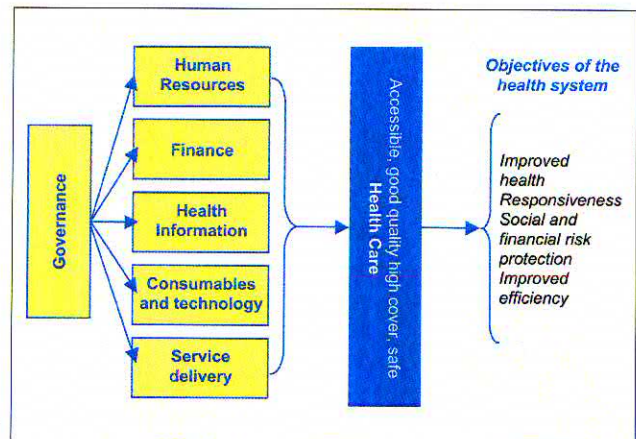 Governance
Human
Resources
Finance
Health
Information
Consumables
and technology
Service
delivery
Accessible, good quality high cover, safe
Health Care
Objectives of the
health system
Improved
health
Responsiveness
Social and
financial risk
protection
Improved
efficiency